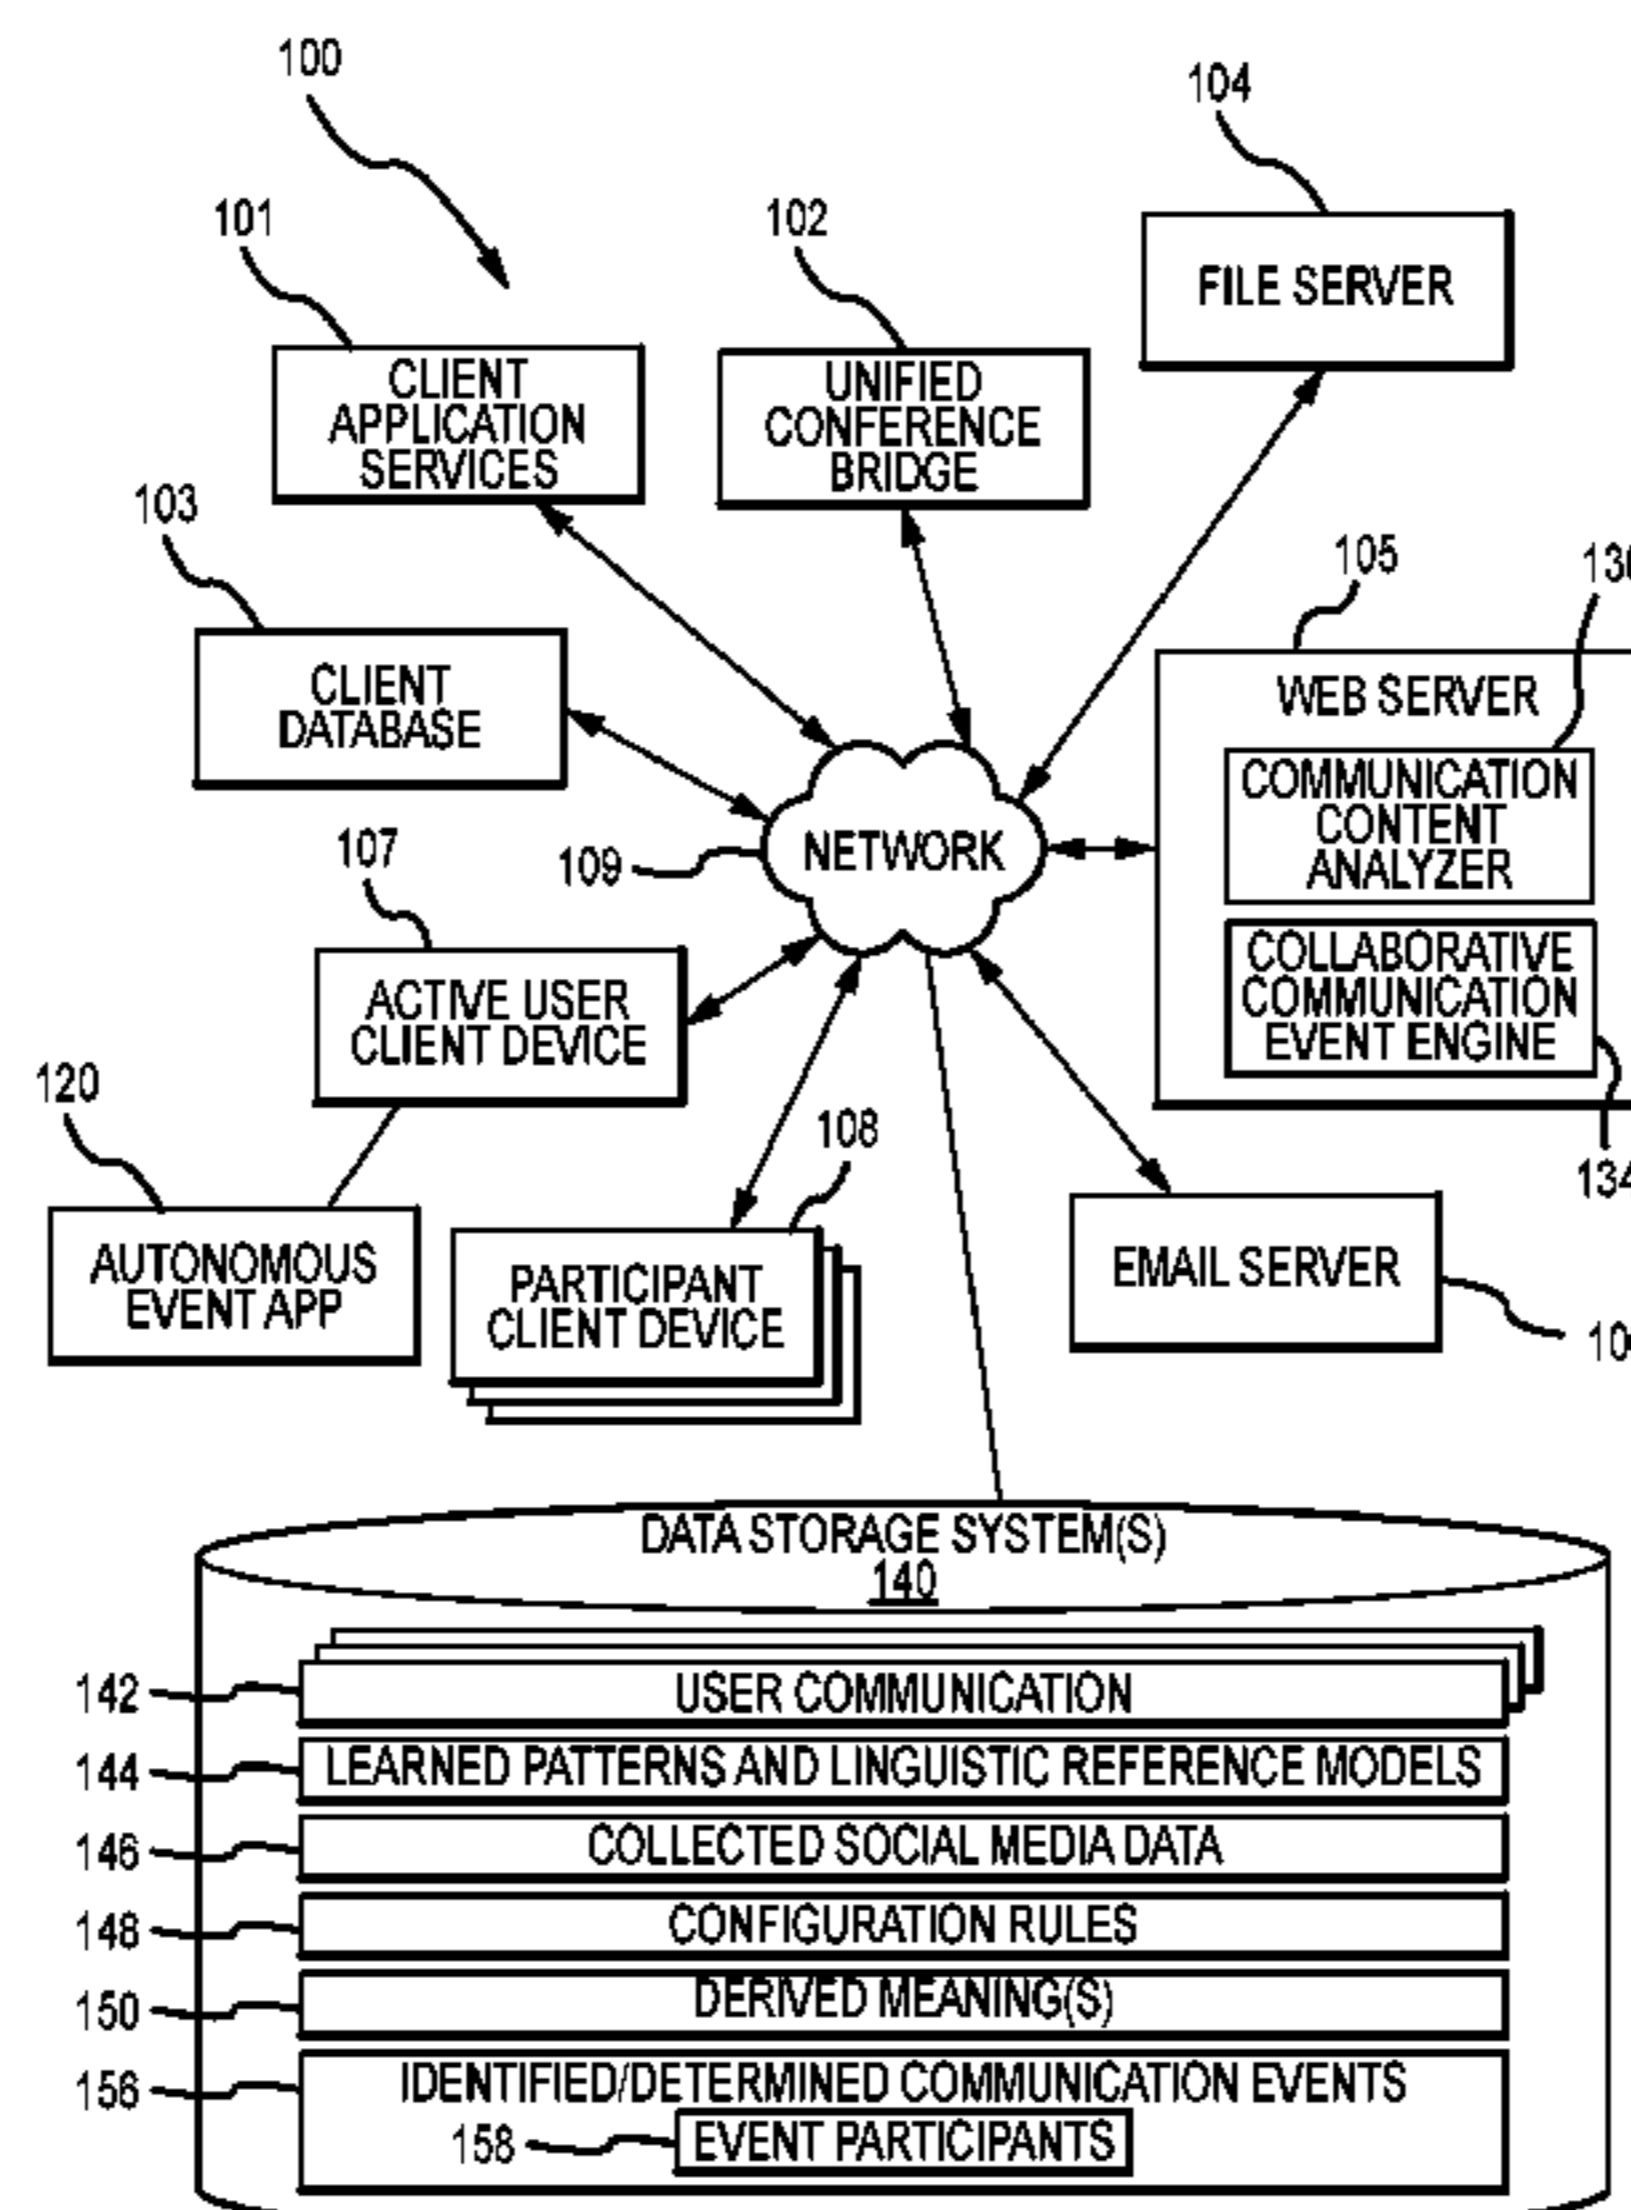 100
104
101
102
FILE SERVER
CLIENT
APPLICATION
SERVICES
UNIFIED
CONFERENCE
BRIDGE
103
105
CLIENT
DATABASE
WEB SERVER
COMMUNICATION
CONTENT
ANALYZER
107
109
NETWORK
COLLABORATIVE
COMMUNICATION
EVENT ENGINE
ACTIVE USER
CLIENT DEVICE
120
108
134
AUTONOMOUS
EVENT APP
PARTICIPANT
CLIENT DEVICE
EMAIL SERVER
DATA STORAGE SYSTEM(S)
140
142 USER COMMUNICATION
144 LEARNED PATTERNS AND LINGUISTIC REFERENCE MODELS
146 COLLECTED SOCIAL MEDIA DATA
148 CONFIGURATION RULES
150 DERIVED MEANING(S)
156 IDENTIFIED/DETERMINED COMMUNICATION EVENTS
158 EVENT PARTICIPANTS